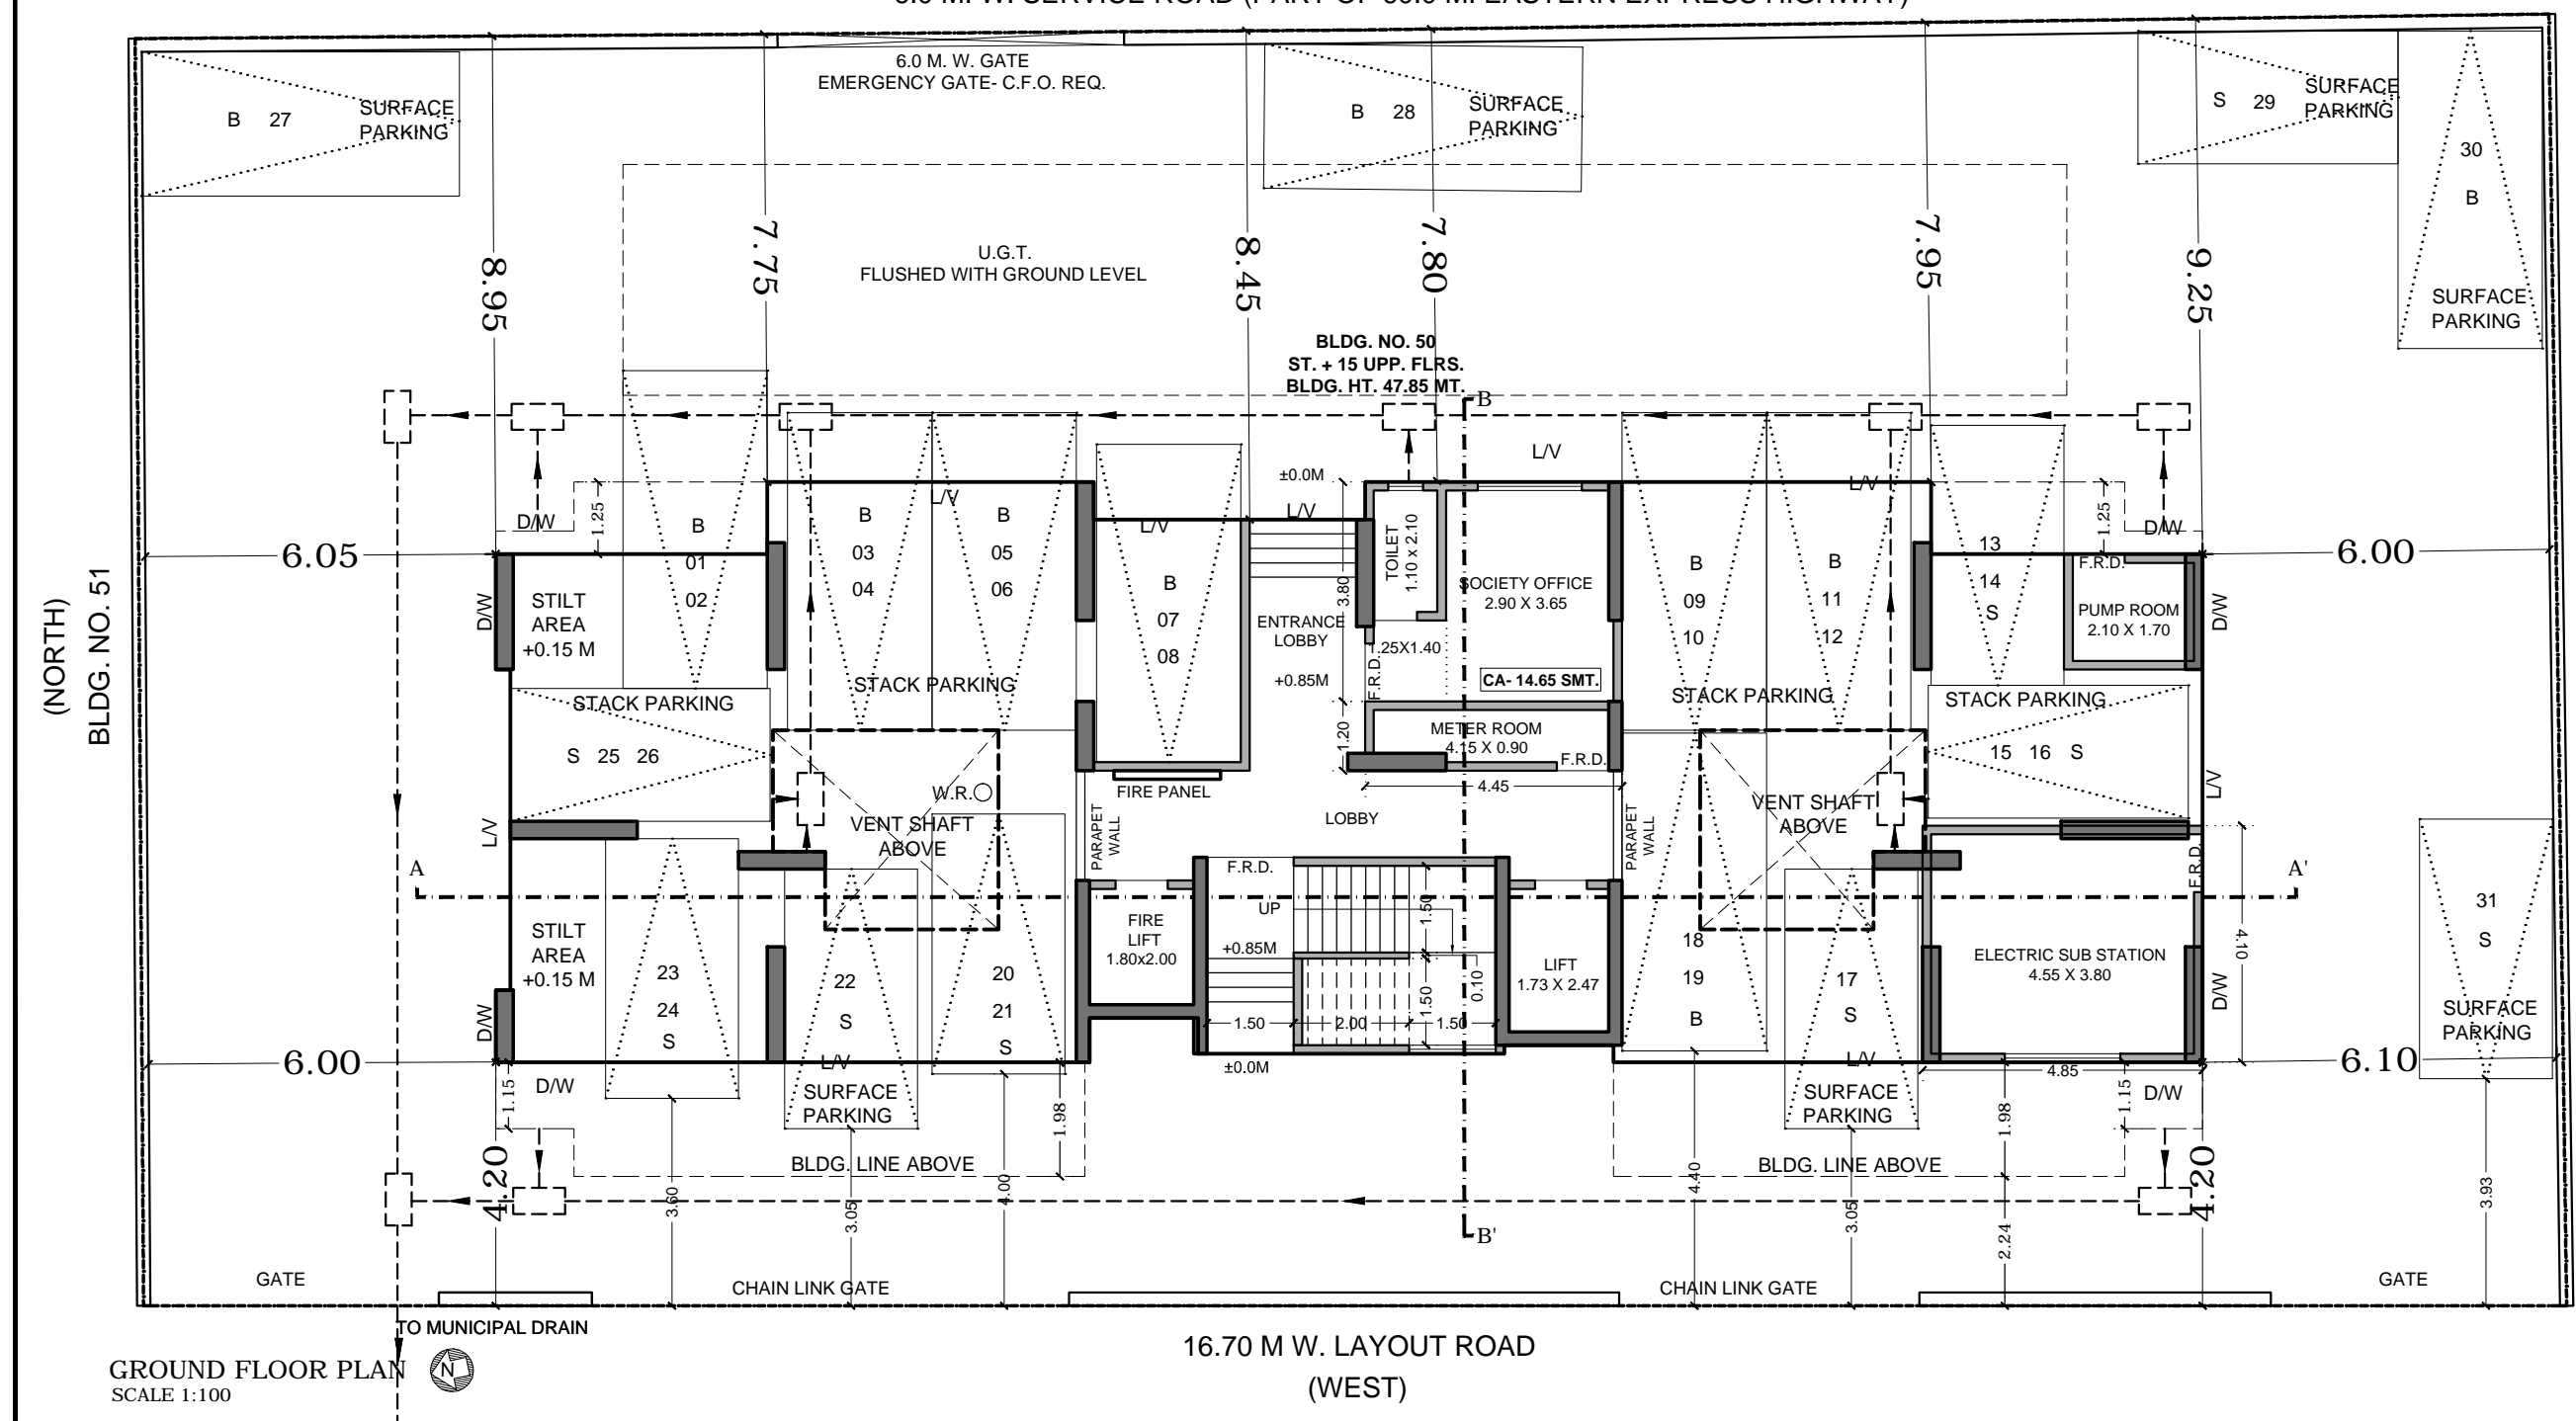 6.0 M. W. GATE
EMERGENCY GATE- C.F.O. REQ.
B 27
SURFACE
PARKING
B 28
SURFACE
PARKING
S 29
SURFACE
PARKING
30
B
SURFACE
PARKING
8.95
7.75
8.45
7.80
7.95
9.25
U.G.T.
FLUSHED WITH GROUND LEVEL
BLDG. NO. 50
ST. + 15 UPP. FLRS.
BLDG. HT. 47.85 MT.
B
L/V
±0.0M
L/V
L/V
L/V
L/V
D/W
1.25
1.25
D/W
6.05
6.00
(NORTH)
BLDG. NO. 51
D/W
STILT
AREA
+0.15 M
B
01
02
B
03
04
B
05
06
B
07
08
ENTRANCE
LOBBY
+0.85M
3.80
TOILET
1.10 x 2.10
SOCIETY OFFICE
2.90 X 3.65
1.25X1.40
F.R.D.
CA- 14.65 SMT.
B
09
10
B
11
12
13
14
S
F.R.D.
PUMP ROOM
2.10 X 1.70
D/W
STACK PARKING
STACK PARKING
STACK PARKING
STACK PARKING
S 25 26
1.20
METER ROOM
4.15 X 0.90
F.R.D.
4.45
15 16 S
L/V
L/V
W.R.
VENT SHAFT
ABOVE
FIRE PANEL
PARAPET
WALL
LOBBY
PARAPET
WALL
VENT SHAFT
ABOVE
A
A'
F.R.D.
F.R.D.
UP
1.50
+0.85M
FIRE
LIFT
1.80x2.00
STILT
AREA
+0.15 M
23
24
S
22
S
20
21
S
1.50
0.10
1.50
2.00
1.50
LIFT
1.73 X 2.47
18
19
B
17
S
ELECTRIC SUB STATION
4.55 X 3.80
4.10
31
S
SURFACE
PARKING
D/W
D/W
6.00
6.10
L/V
L/V
±0.0M
4.85
D/W
1.15
SURFACE
PARKING
1.98
SURFACE
PARKING
1.98
1.15
D/W
BLDG. LINE ABOVE
BLDG. LINE ABOVE
4.20
3.60
3.05
4.00
4.40
3.05
2.24
4.20
3.93
B'
GATE
CHAIN LINK GATE
CHAIN LINK GATE
GATE
TO MUNICIPAL DRAIN
16.70 M W. LAYOUT ROAD
(WEST)
GROUND FLOOR PLAN
N
SCALE 1:100